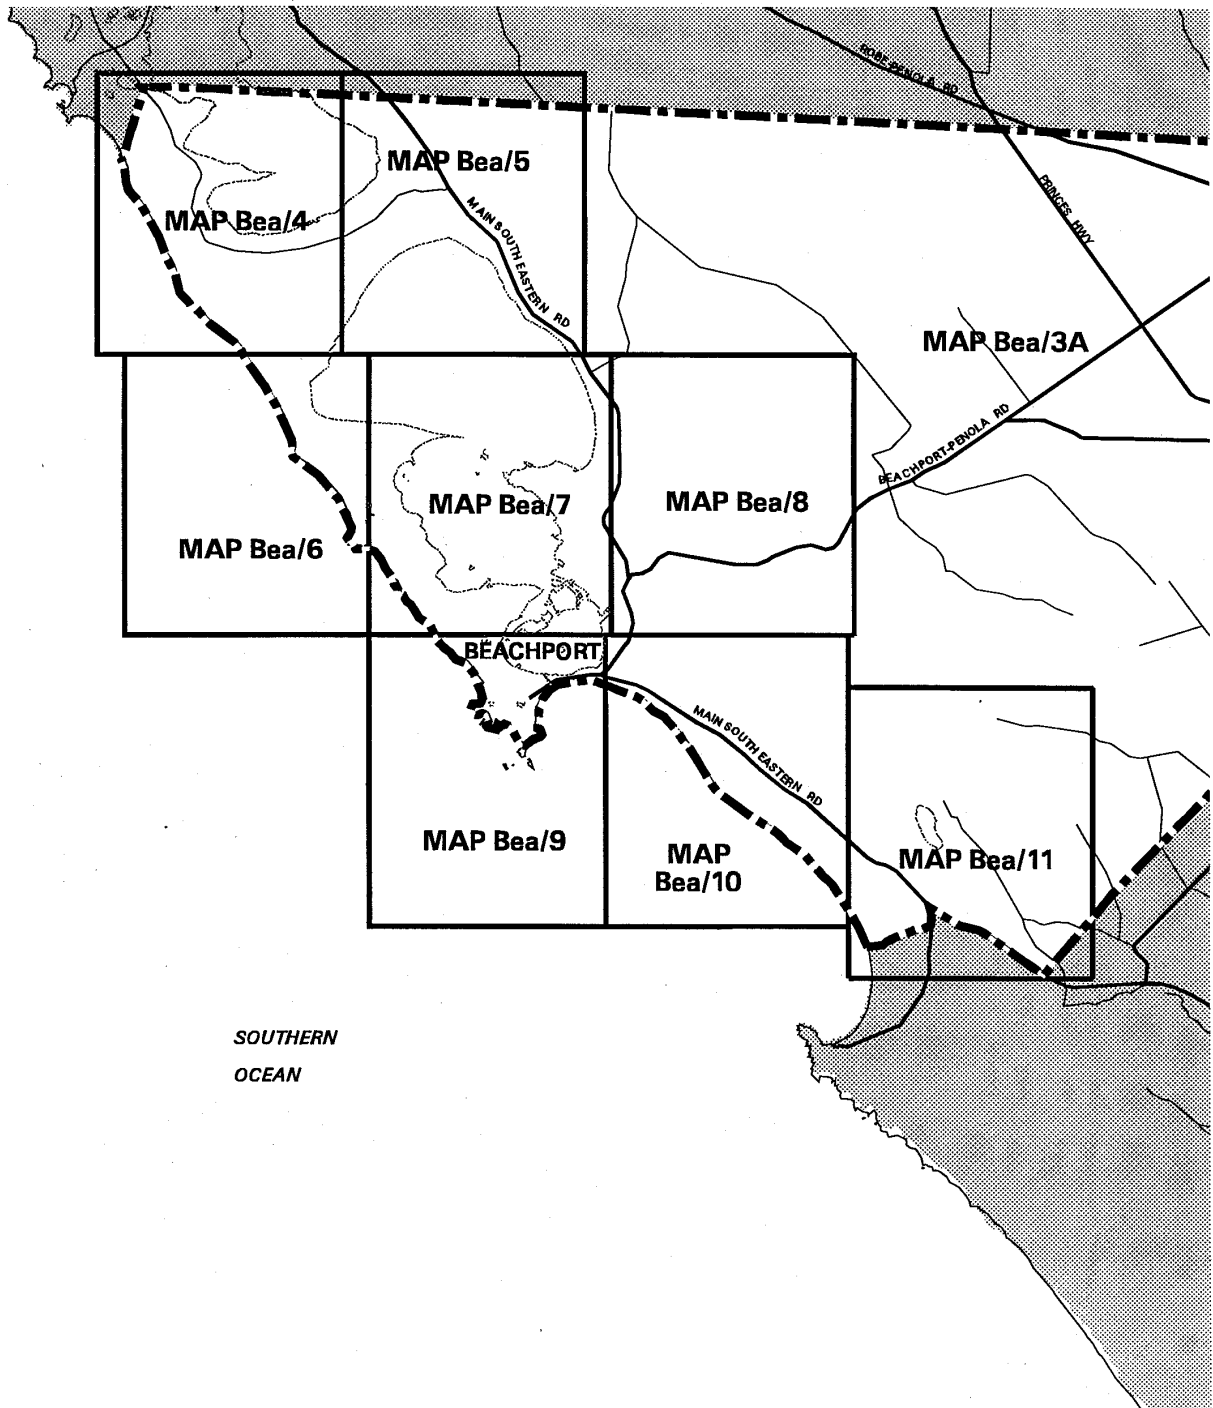 ROBE-PENOLA RD
MAP Bea/5
PRINCES HWY
MAP Bea/4
MAIN SOUTH EASTERN RD
MAP Bea/3A
BEACHPORT-PENOLA RD
MAP Bea/7
MAP Bea/8
MAP Bea/6
BEACHPORT
MAIN SOUTH EASTERN RD
MAP Bea/9
MAP
Bea/10
MAP Bea/11
SOUTHERN
OCEAN